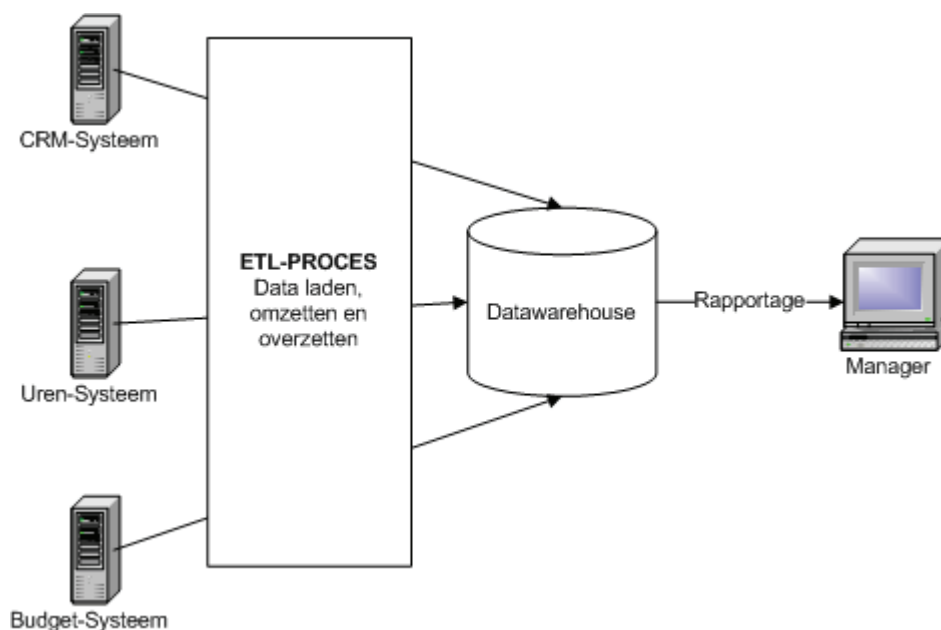 CRM-Systeem
Uren-Systeem
Budget-Systeem
ETL-PROCES
Data laden,
omzetten en
overzetten
Datawarehouse
Rapportage
Manager